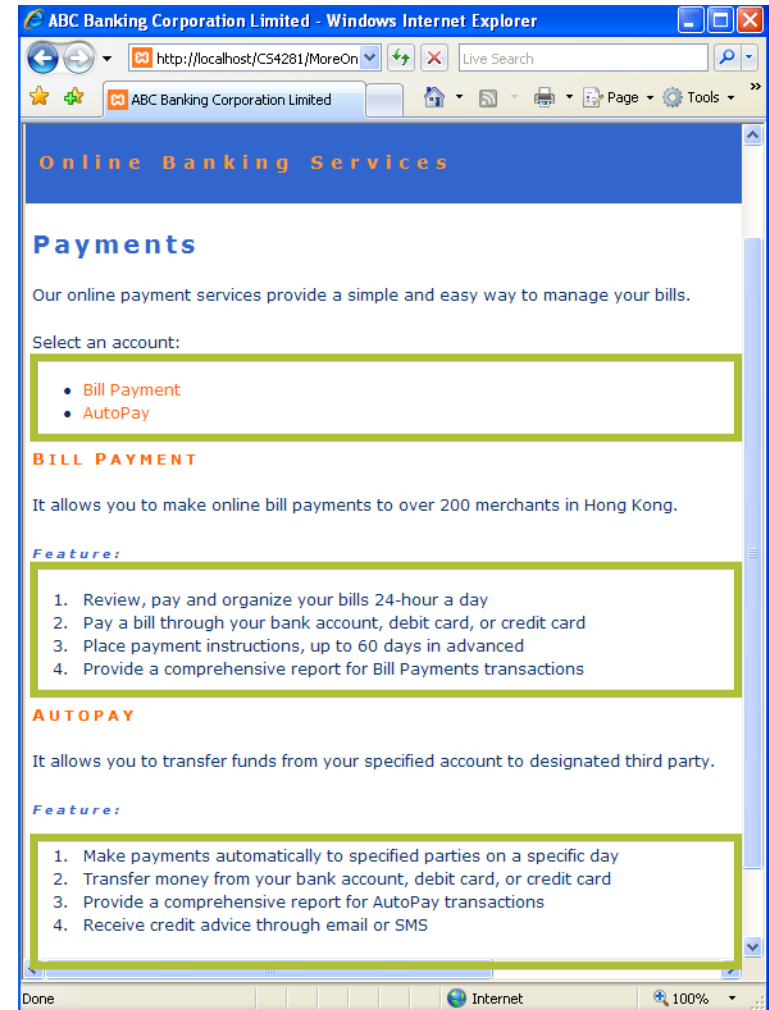 ABC Banking Corporation Limited - Windows Internet Explorer
http://localhost/CS4281/MoreOn
Live Search
ABC Banking Corporation Limited
Page
Tools
»
Online Banking Services
Payments
Our online payment services provide a simple and easy way to manage your bills.
Select an account:
• Bill Payment
• AutoPay
BILL PAYMENT
It allows you to make online bill payments to over 200 merchants in Hong Kong.
Feature:
1. Review, pay and organize your bills 24-hour a day
2. Pay a bill through your bank account, debit card, or credit card
3. Place payment instructions, up to 60 days in advanced
4. Provide a comprehensive report for Bill Payments transactions
AUTOPAY
It allows you to transfer funds from your specified account to designated third party.
Feature:
1. Make payments automatically to specified parties on a specific day
2. Transfer money from your bank account, debit card, or credit card
3. Provide a comprehensive report for AutoPay transactions
4. Receive credit advice through email or SMS
Done
Internet
100%